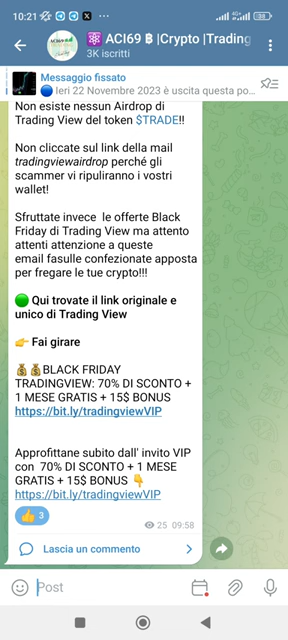 10:21
ACI69 ฿ |Crypto |Trading
3K iscritti
Messaggio fissato
Ieri 22 Novembre 2023 è uscita questa po...
Non esiste nessun Airdrop di
Trading View del token $TRADE!!
Non cliccate sul link della mail
tradingviewairdrop perché gli
scammer vi ripuliranno i vostri
wallet!
Sfruttate invece le offerte Black
Friday di Trading View ma attento
attenti attenzione a queste
email fasulle confezionate apposta
per fregare le tue crypto!!!
Qui trovate il link originale e
unico di Trading View
Fai girare
BLACK FRIDAY
TRADINGVIEW: 70% DI SCONTO +
1 MESE GRATIS + 15$ BONUS
https://bit.ly/tradingviewVIP
Approfittane subito dall' invito VIP
con 70% DI SCONTO + 1 MESE
GRATIS + 15$ BONUS
https://bit.ly/tradingviewVIP
3
25 09:58
Lascia un commento
Post